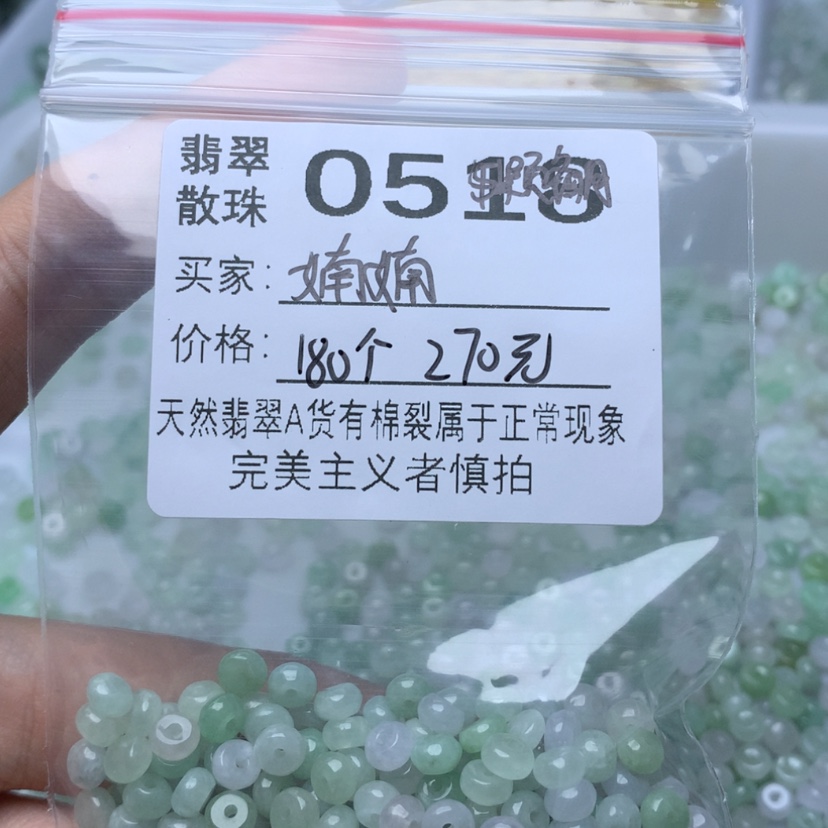 翡翠
散珠
0518
买家：
价格：180个 270元
天然翡翠A货有棉裂属于正常现象
完美主义者慎拍